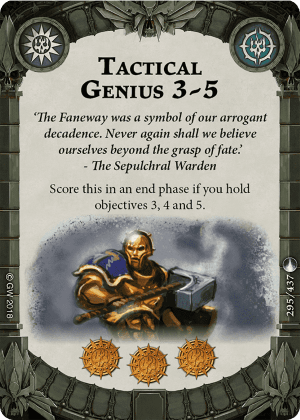 TACTICAL
GENIUS 3-5
‘The Faneway was a symbol of our arrogant
decadence. Never again shall we believe
ourselves beyond the grasp of fate.’
- The Sepulchral Warden
Score this in an end phase if you hold
objectives 3, 4 and 5.
© GW 2018
295/437